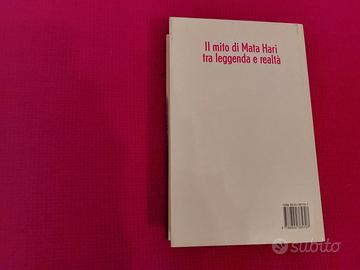 Il mito di Mata Hari
tra leggenda e realtà
subito